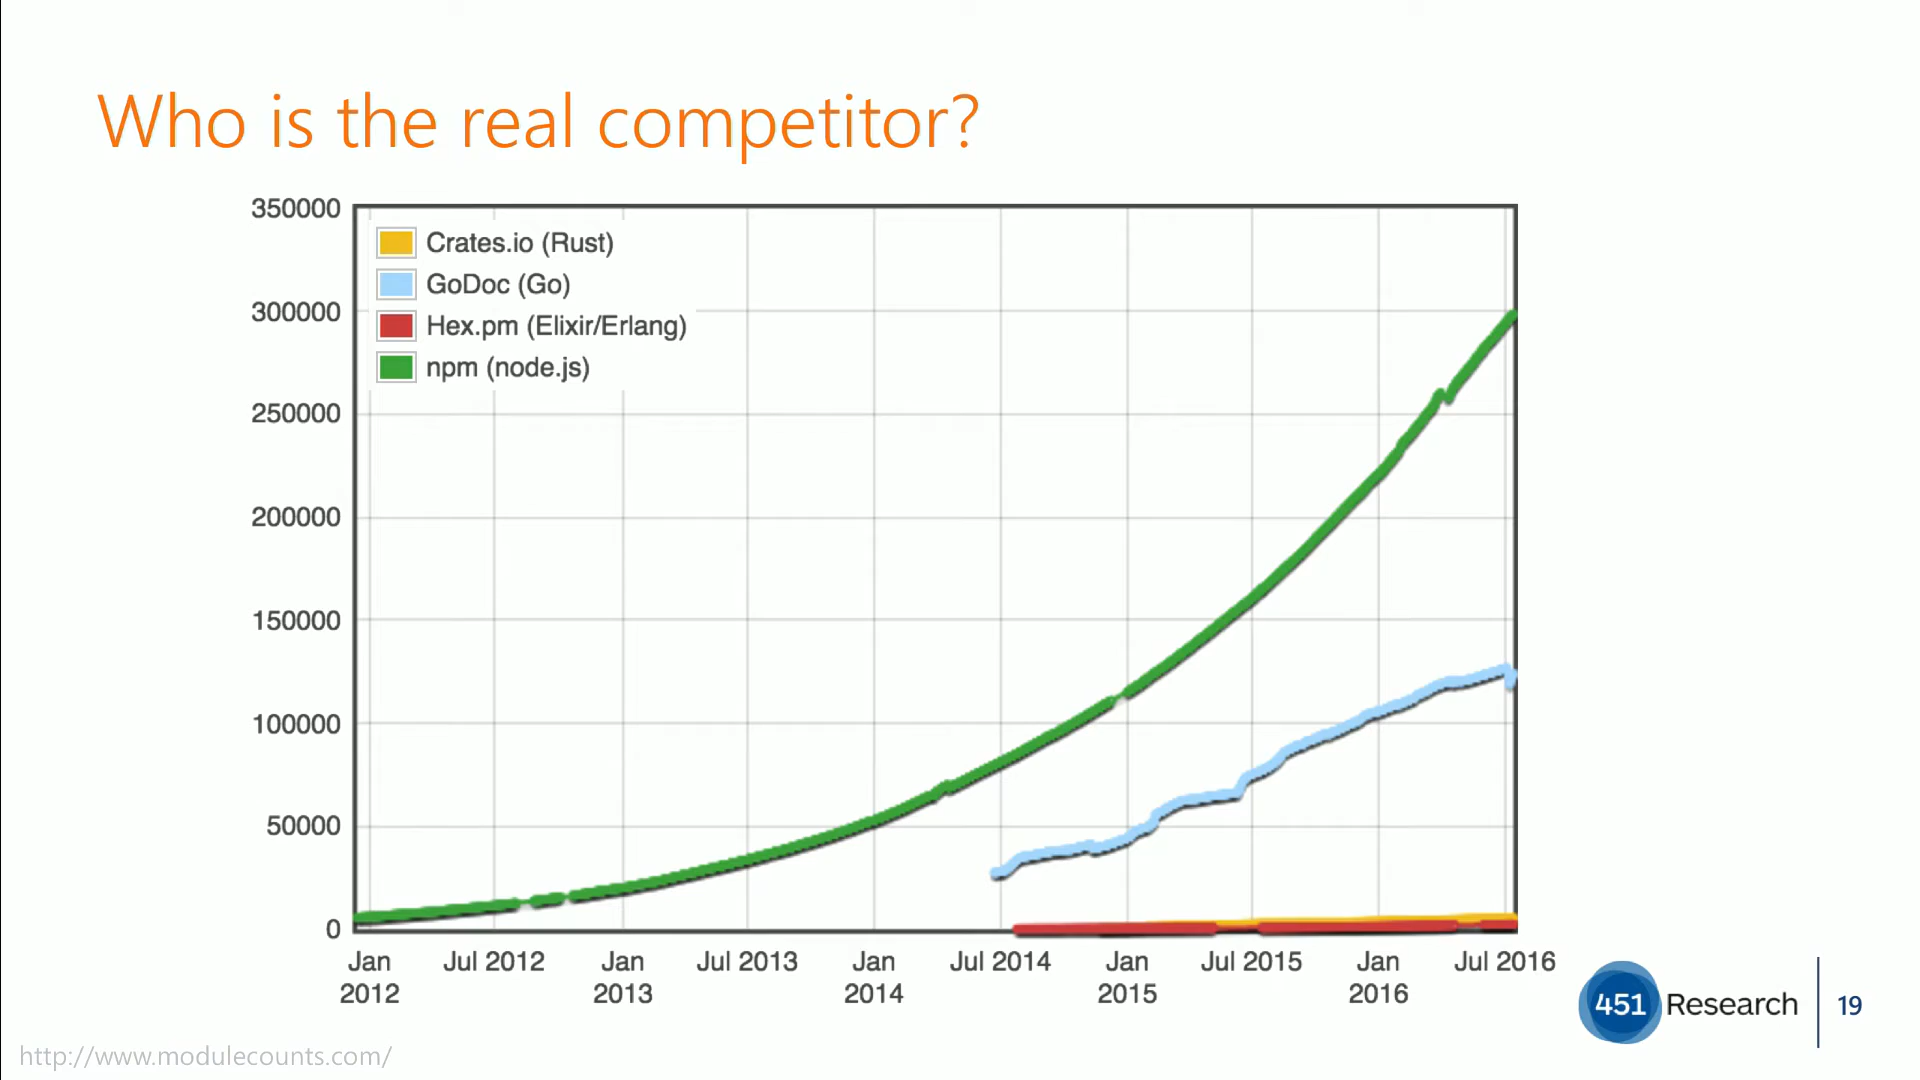 Who is the real competitor?
350000
300000
250000
200000
150000
100000
50000
0
Crates.io (Rust)
GoDoc (Go)
Hex.pm (Elixir/Erlang)
npm (node.js)
Jan 2012
Jul 2012
Jan 2013
Jul 2013
Jan 2014
Jul 2014
Jan 2015
Jul 2015
Jan 2016
Jul 2016
451 Research
19
http://www.modulecounts.com/